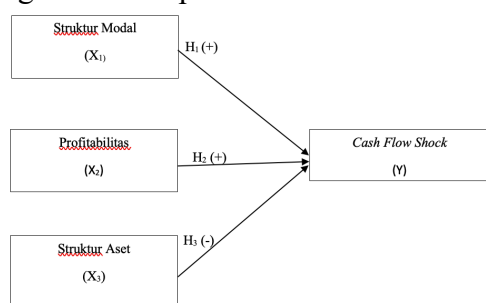 Struktur Modal
(X₁)
H₁ (+)
Profitabilitas
(X₂)
H₂ (+)
Cash Flow Shock
(Y)
Struktur Aset
(X₃)
H₃ (-)